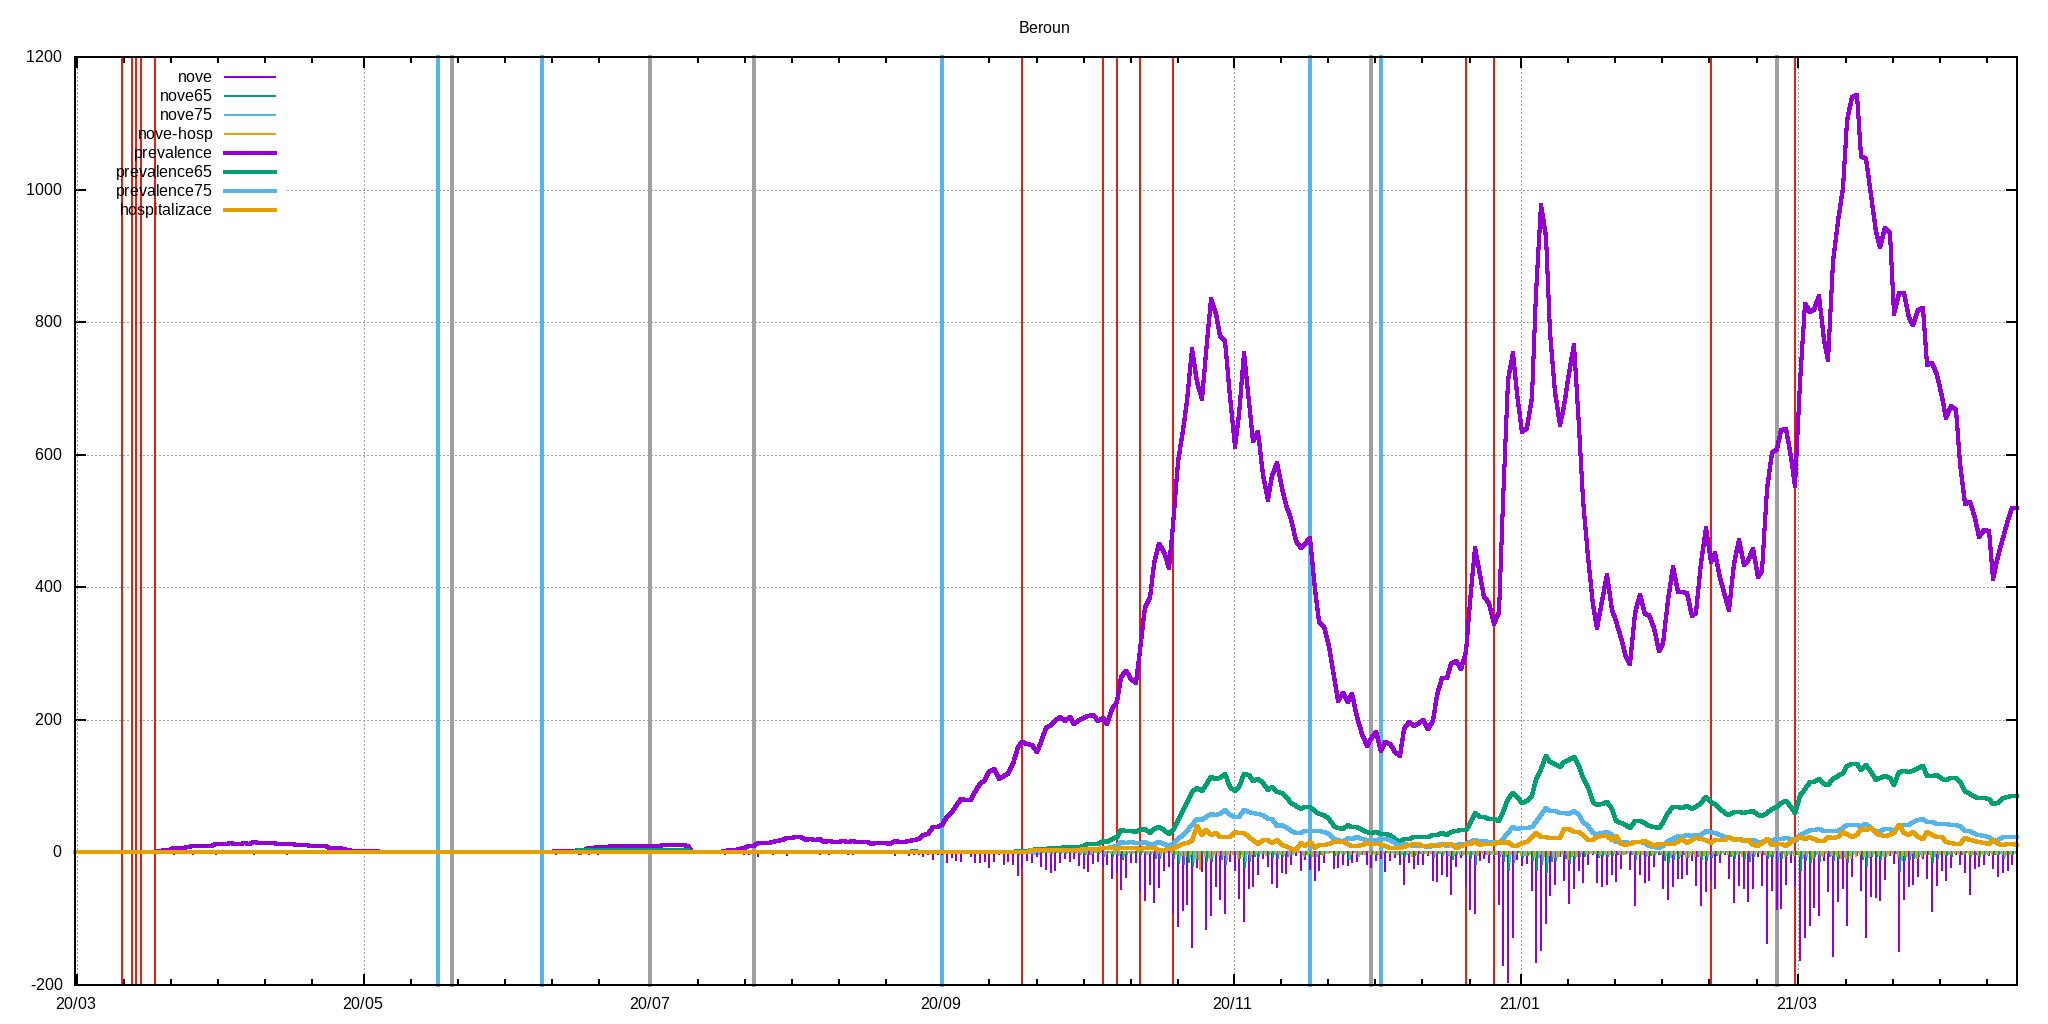 Beroun
1200
1000
800
600
400
200
0
-200
nove
nove65
nove75
nove-hosp
prevalence
prevalence65
prevalence75
hospitalizace
20/03 20/05 20/07 20/09 20/11 21/01 21/03